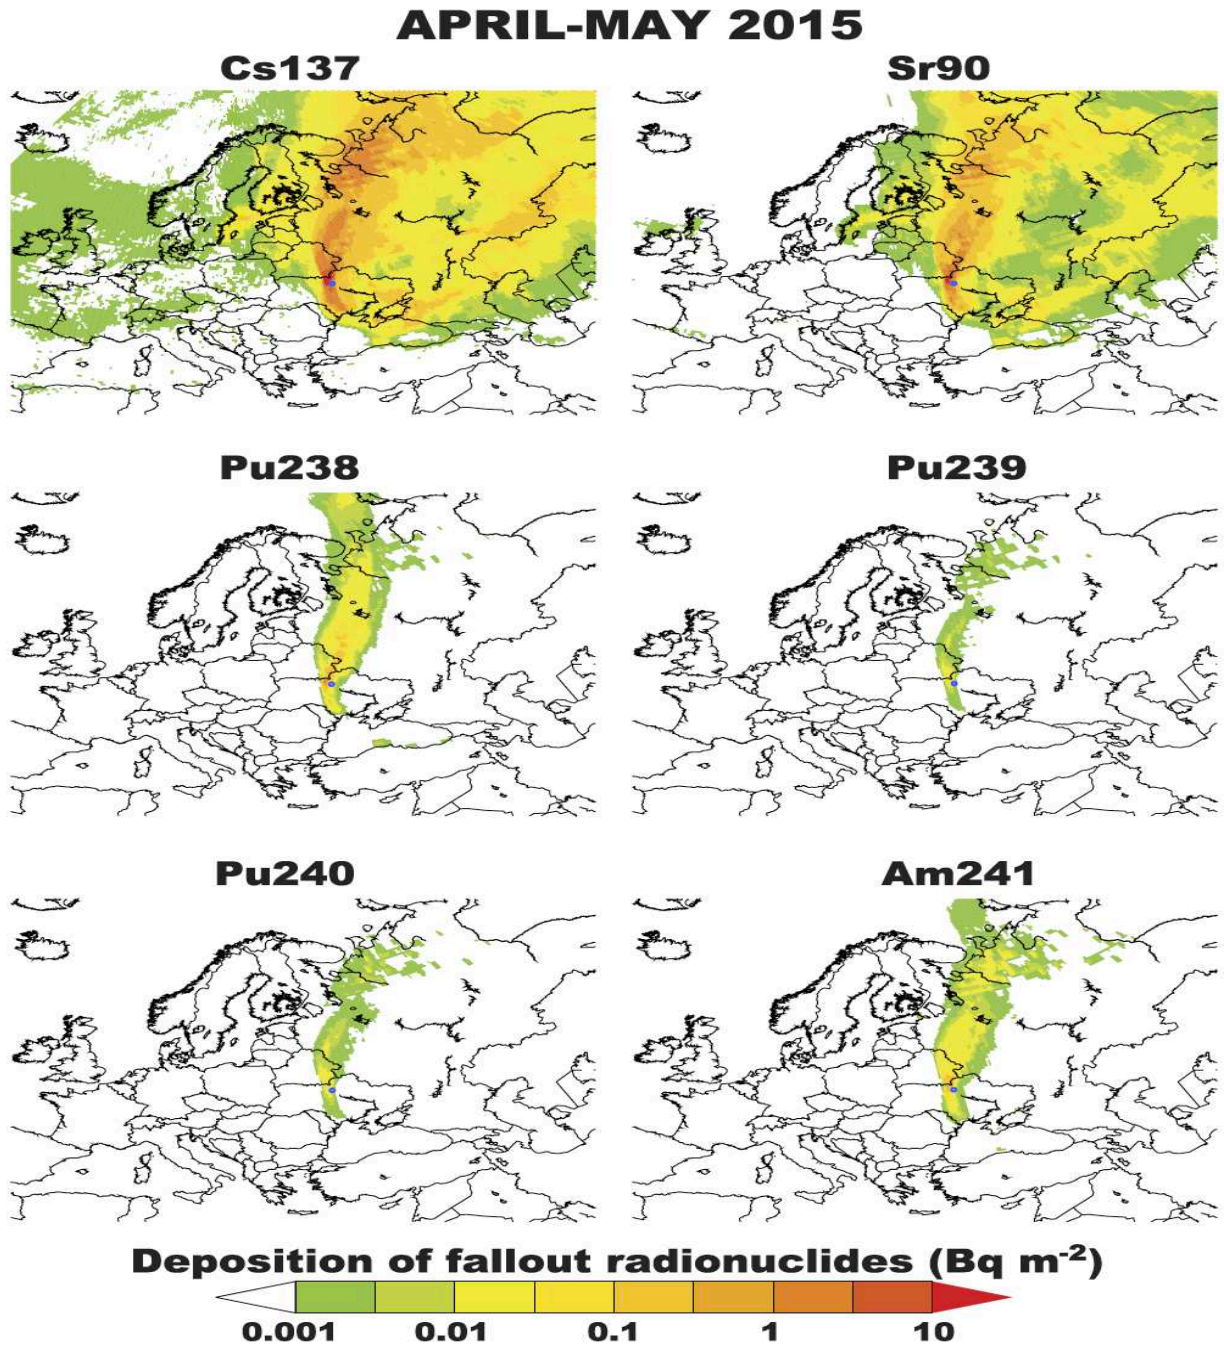 APRIL-MAY 2015
Cs137 Sr90
Pu238 Pu239
Pu240 Am241
Deposition of fallout radionuclides (Bq m-2)
0.001 0.01 0.1 1 10